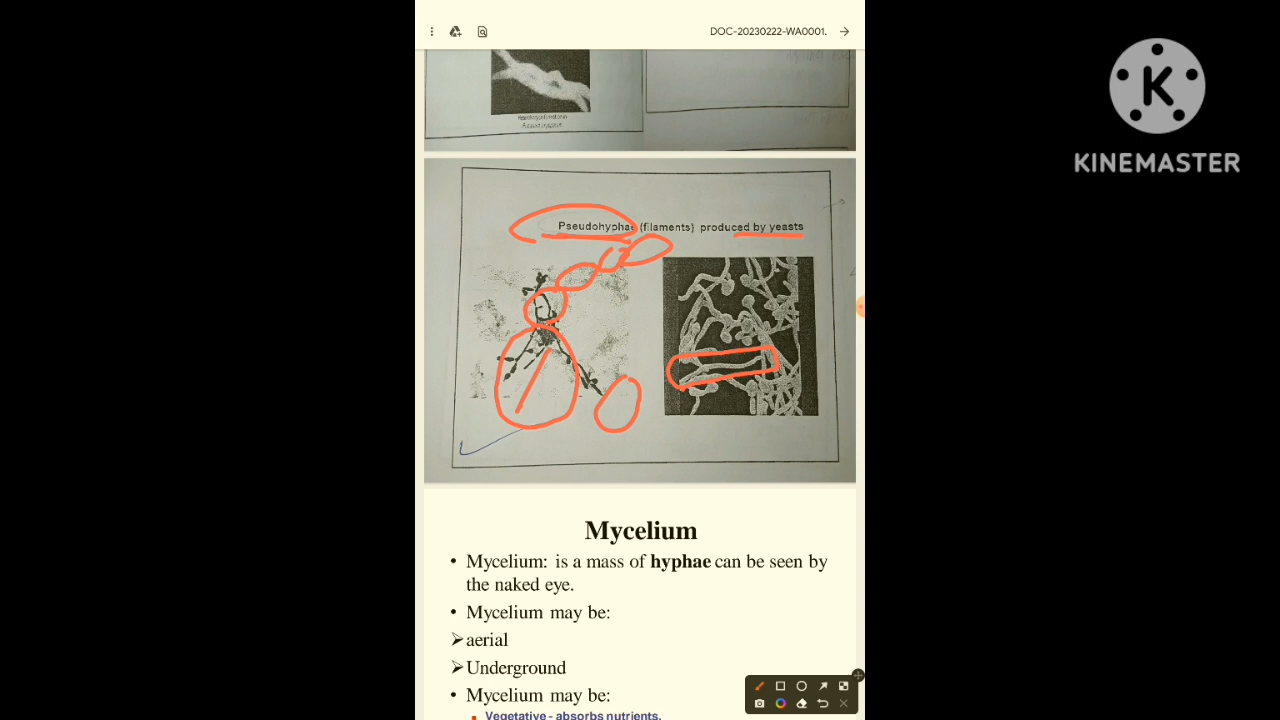 DOC-20230222-WA0001.
KINEMASTER
Pseudohyphae (filaments) produced by yeasts
Mycelium
• Mycelium: is a mass of hyphae can be seen by
the naked eye.
• Mycelium may be:
➢ aerial
➢ Underground
• Mycelium may be:
▪ Vegetative - absorbs nutrients.